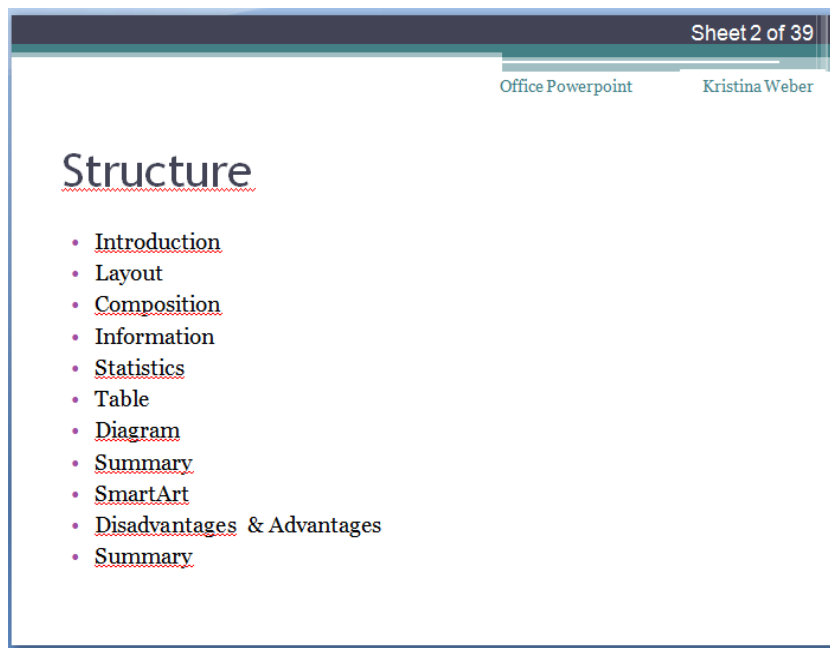 Sheet 2 of 39
Office Powerpoint Kristina Weber
Structure
• Introduction
• Layout
• Composition
• Information
• Statistics
• Table
• Diagram
• Summary
• SmartArt
• Disadvantages & Advantages
• Summary